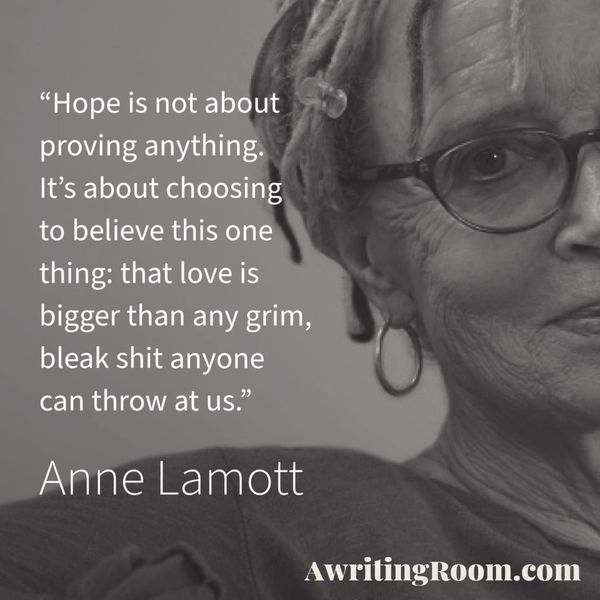 “Hope is not about
proving anything.
It’s about choosing
to believe this one
thing: that love is
bigger than any grim,
bleak shit anyone
can throw at us.”
Anne Lamott
AwritingRoom.com